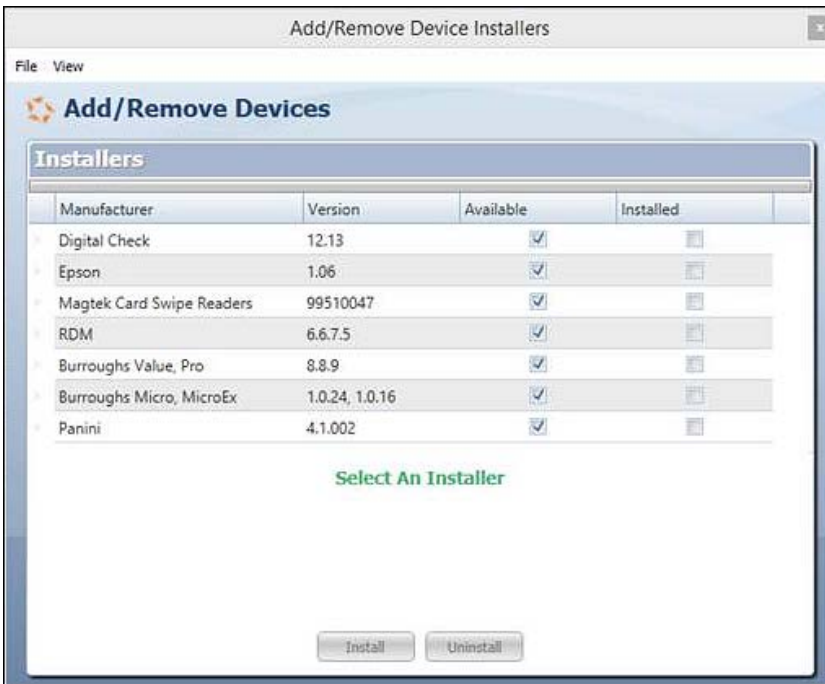 Add/Remove Device Installers
x
File View
Add/Remove Devices
Installers
Manufacturer Version Available Installed
Digital Check 12.13
Epson 1.06
Magtek Card Swipe Readers 99510047
RDM 6.6.7.5
Burroughs Value, Pro 8.8.9
Burroughs Micro, MicroEx 1.0.24, 1.0.16
Panini 4.1.002
Select An Installer
Install Uninstall